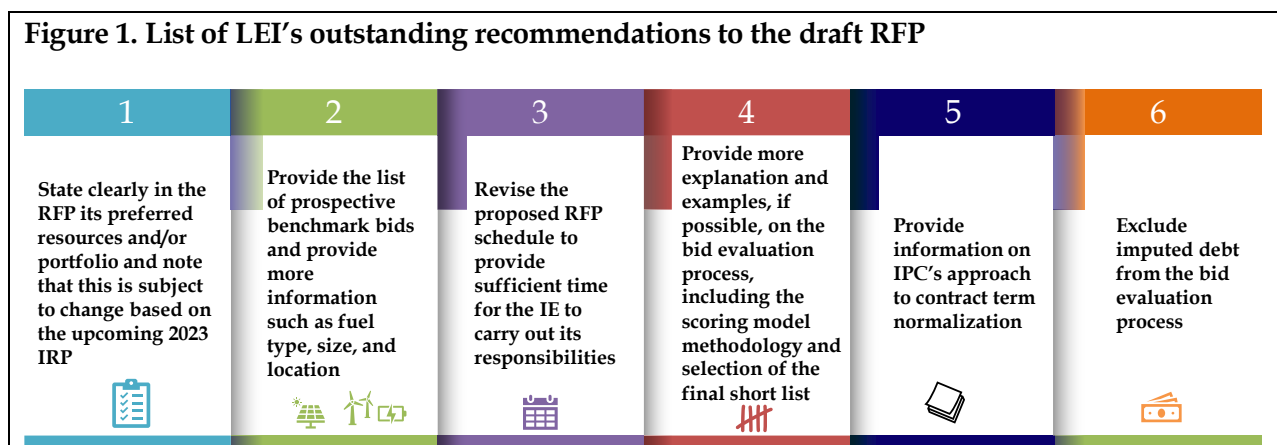 Figure 1. List of LEI's outstanding recommendations to the draft RFP
1
State clearly in the
RFP its preferred
resources and/or
portfolio and note
that this is subject
to change based on
the upcoming 2023
IRP
2
Provide the list
of prospective
benchmark bids
and provide
more
information
such as fuel
type, size, and
location
3
Revise the
proposed RFP
schedule to
provide
sufficient time
for the IE to
carry out its
responsibilities
4
Provide more
explanation and
examples, if
possible, on the
bid evaluation
process,
including the
scoring model
methodology and
selection of the
final short list
5
Provide
information on
IPC's approach
to contract term
normalization
6
Exclude
imputed debt
from the bid
evaluation
process